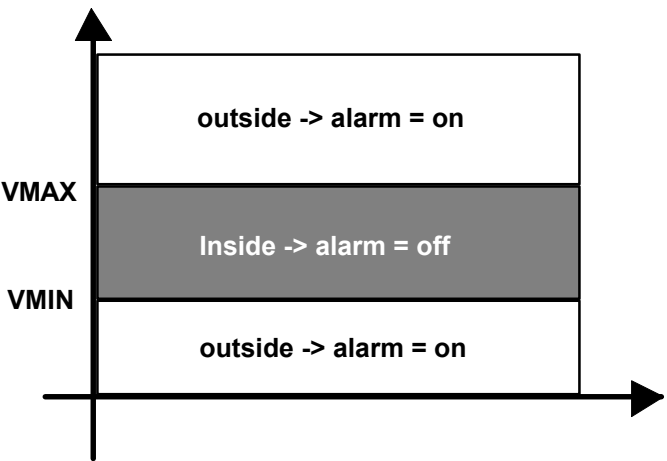 outside -> alarm = on
VMAX
Inside -> alarm = off
VMIN
outside -> alarm = on